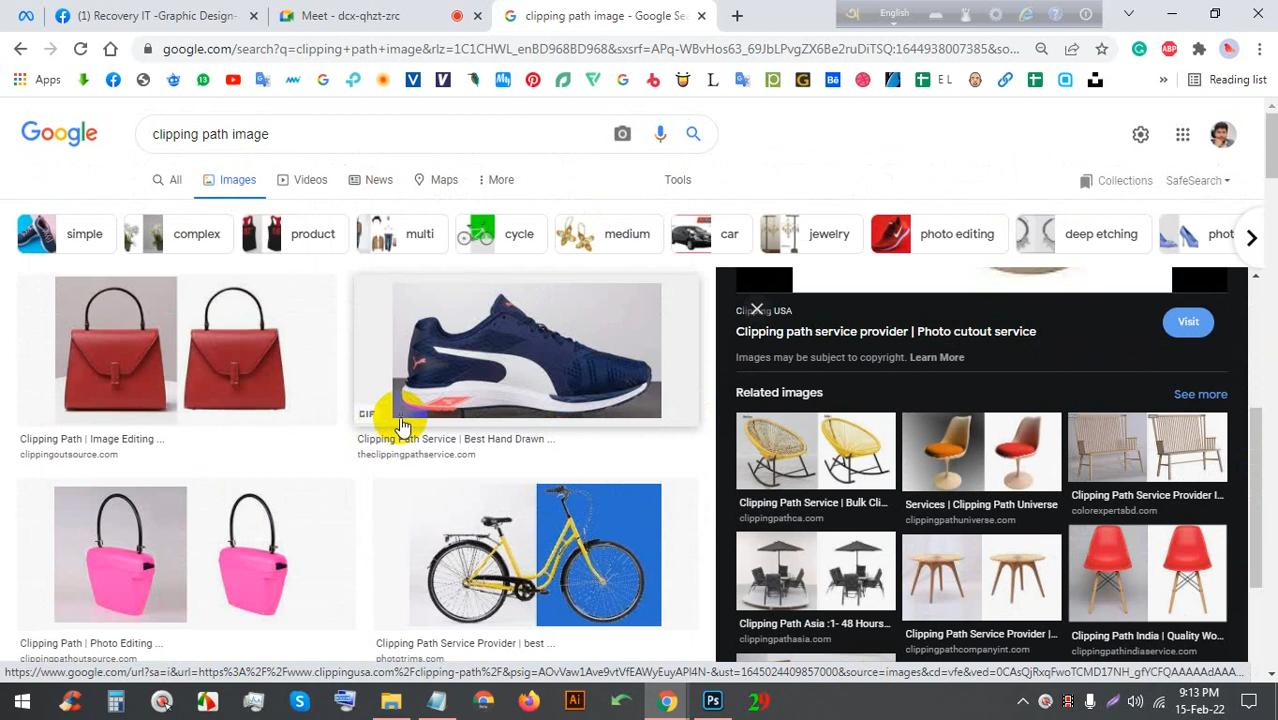 (1) Recovery IT -Graphic Design-
Meet - dcx-qhzt-zrc
clipping path image - Google Se
google.com/search?q=clipping+path+image&rlz=1C1CHWL_enBD968BD968&sxsrf=APq-WBvHos63_69JbLPvgZX6Be2ruDiTSQ:1644938007385&so...
English
Apps
E L
Reading list
Google
clipping path image
All
Images
Videos
News
Maps
More
Tools
Collections
SafeSearch
simple
complex
product
multi
cycle
medium
car
jewelry
photo editing
deep etching
phot
Clipping Path | Image Editing ...
clippingoutsource.com
Clipping Path Service | Best Hand Drawn ...
theclippingpathservice.com
Clipping Path | Photo Editing ...
clippingpathoutsource.com
Clipping Path Service Provider | best ...
phototrims.com
Clipping USA
Clipping path service provider | Photo cutout service
Visit
Images may be subject to copyright. Learn More
Related images
See more
Clipping Path Service | Bulk Cli...
clippingpathca.com
Services | Clipping Path Universe
clippingpathuniverse.com
Clipping Path Service Provider I...
colorexpertsbd.com
Clipping Path Asia :1- 48 Hours...
clippingpathasia.com
Clipping Path Service Provider |...
clippingpathcompanyint.com
Clipping Path India | Quality Wo...
clippingpathindiaservice.com
9:13 PM
15-Feb-22